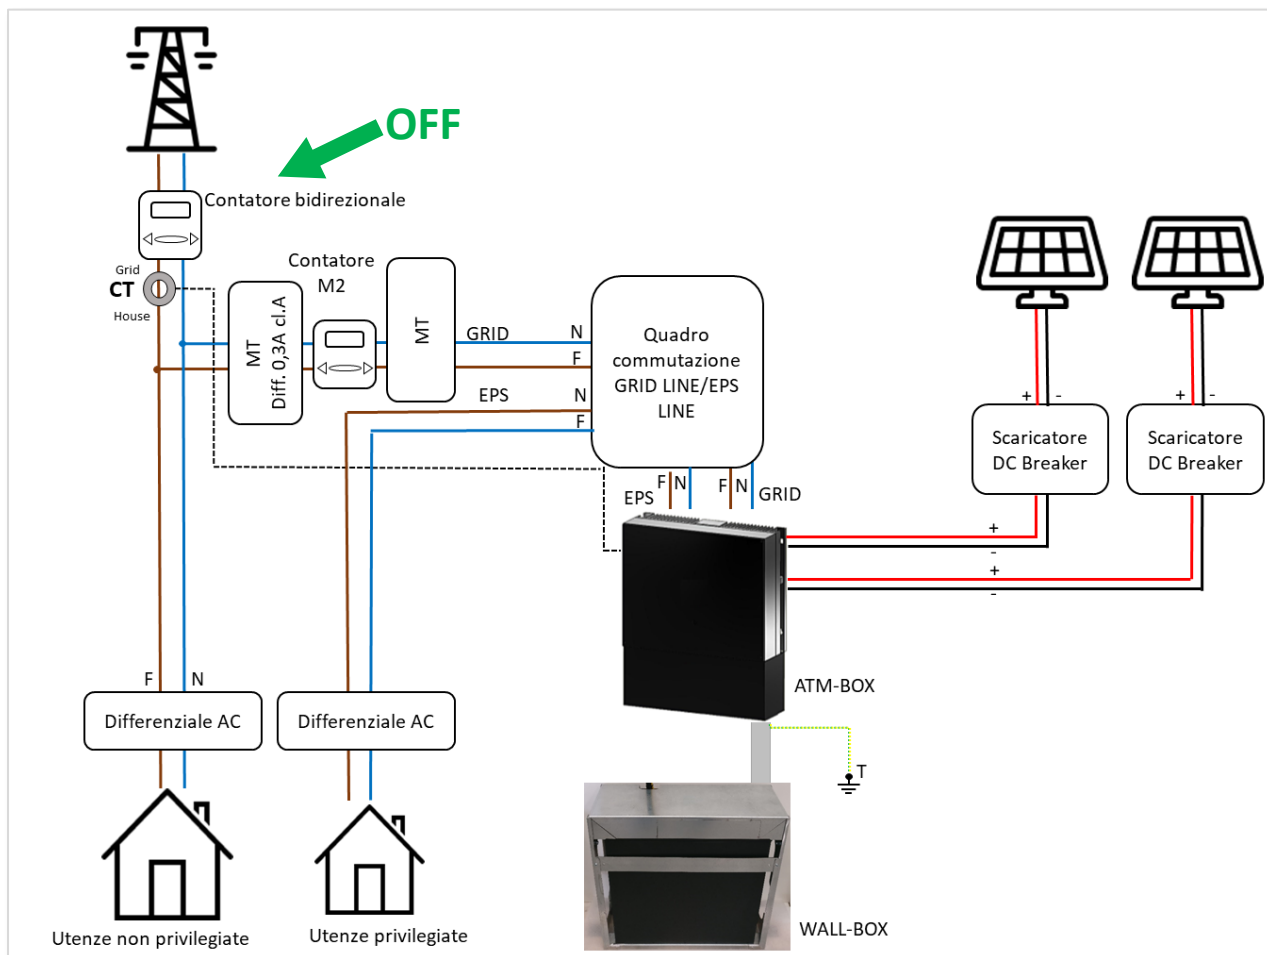 OFF
Contatore bidirezionale
Grid
CT
House
Contatore
M2
MT
Diff. 0,3A cl.A
MT
GRID
N
F
EPS
N
F
Quadro
commutazione
GRID LINE/EPS
LINE
F
N
EPS
F
N
GRID
+
-
+
-
Scaricatore
DC Breaker
Scaricatore
DC Breaker
+
-
+
-
ATM-BOX
T
WALL-BOX
F
N
Differenziale AC
Differenziale AC
Utenze non privilegiate
Utenze privilegiate